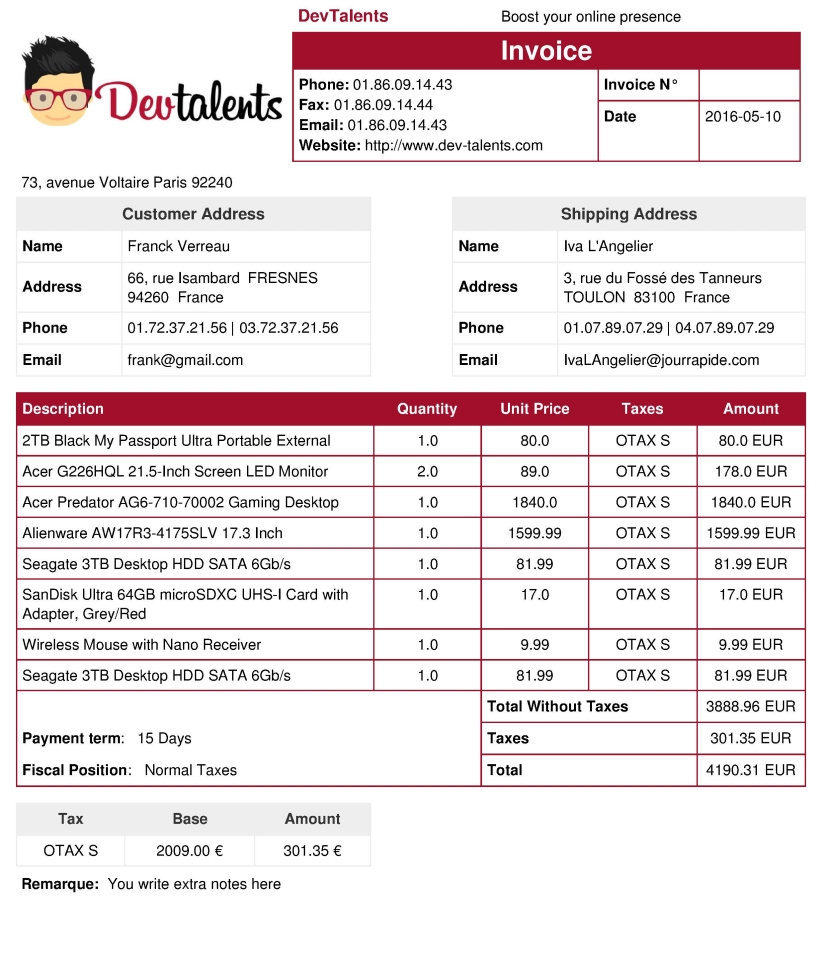 DevTalents Boost your online presence
Devtalents
Invoice
Phone: 01.86.09.14.43 Invoice N°
Fax: 01.86.09.14.44
Email: 01.86.09.14.43 Date 2016-05-10
Website: http://www.dev-talents.com
73, avenue Voltaire Paris 92240
Customer Address
Name Franck Verreau
Address 66, rue Isambard FRESNES
94260 France
Phone 01.72.37.21.56 | 03.72.37.21.56
Email frank@gmail.com
Shipping Address
Name Iva L'Angelier
Address 3, rue du Fossé des Tanneurs
TOULON 83100 France
Phone 01.07.89.07.29 | 04.07.89.07.29
Email IvaLAngelier@jourrapide.com
Description Quantity Unit Price Taxes Amount
2TB Black My Passport Ultra Portable External 1.0 80.0 OTAX S 80.0 EUR
Acer G226HQL 21.5-Inch Screen LED Monitor 2.0 89.0 OTAX S 178.0 EUR
Acer Predator AG6-710-70002 Gaming Desktop 1.0 1840.0 OTAX S 1840.0 EUR
Alienware AW17R3-4175SLV 17.3 Inch 1.0 1599.99 OTAX S 1599.99 EUR
Seagate 3TB Desktop HDD SATA 6Gb/s 1.0 81.99 OTAX S 81.99 EUR
SanDisk Ultra 64GB microSDXC UHS-I Card with 1.0 17.0 OTAX S 17.0 EUR
Adapter, Grey/Red
Wireless Mouse with Nano Receiver 1.0 9.99 OTAX S 9.99 EUR
Seagate 3TB Desktop HDD SATA 6Gb/s 1.0 81.99 OTAX S 81.99 EUR
Total Without Taxes 3888.96 EUR
Payment term: 15 Days Taxes 301.35 EUR
Fiscal Position: Normal Taxes Total 4190.31 EUR
Tax Base Amount
OTAX S 2009.00 € 301.35 €
Remarque: You write extra notes here